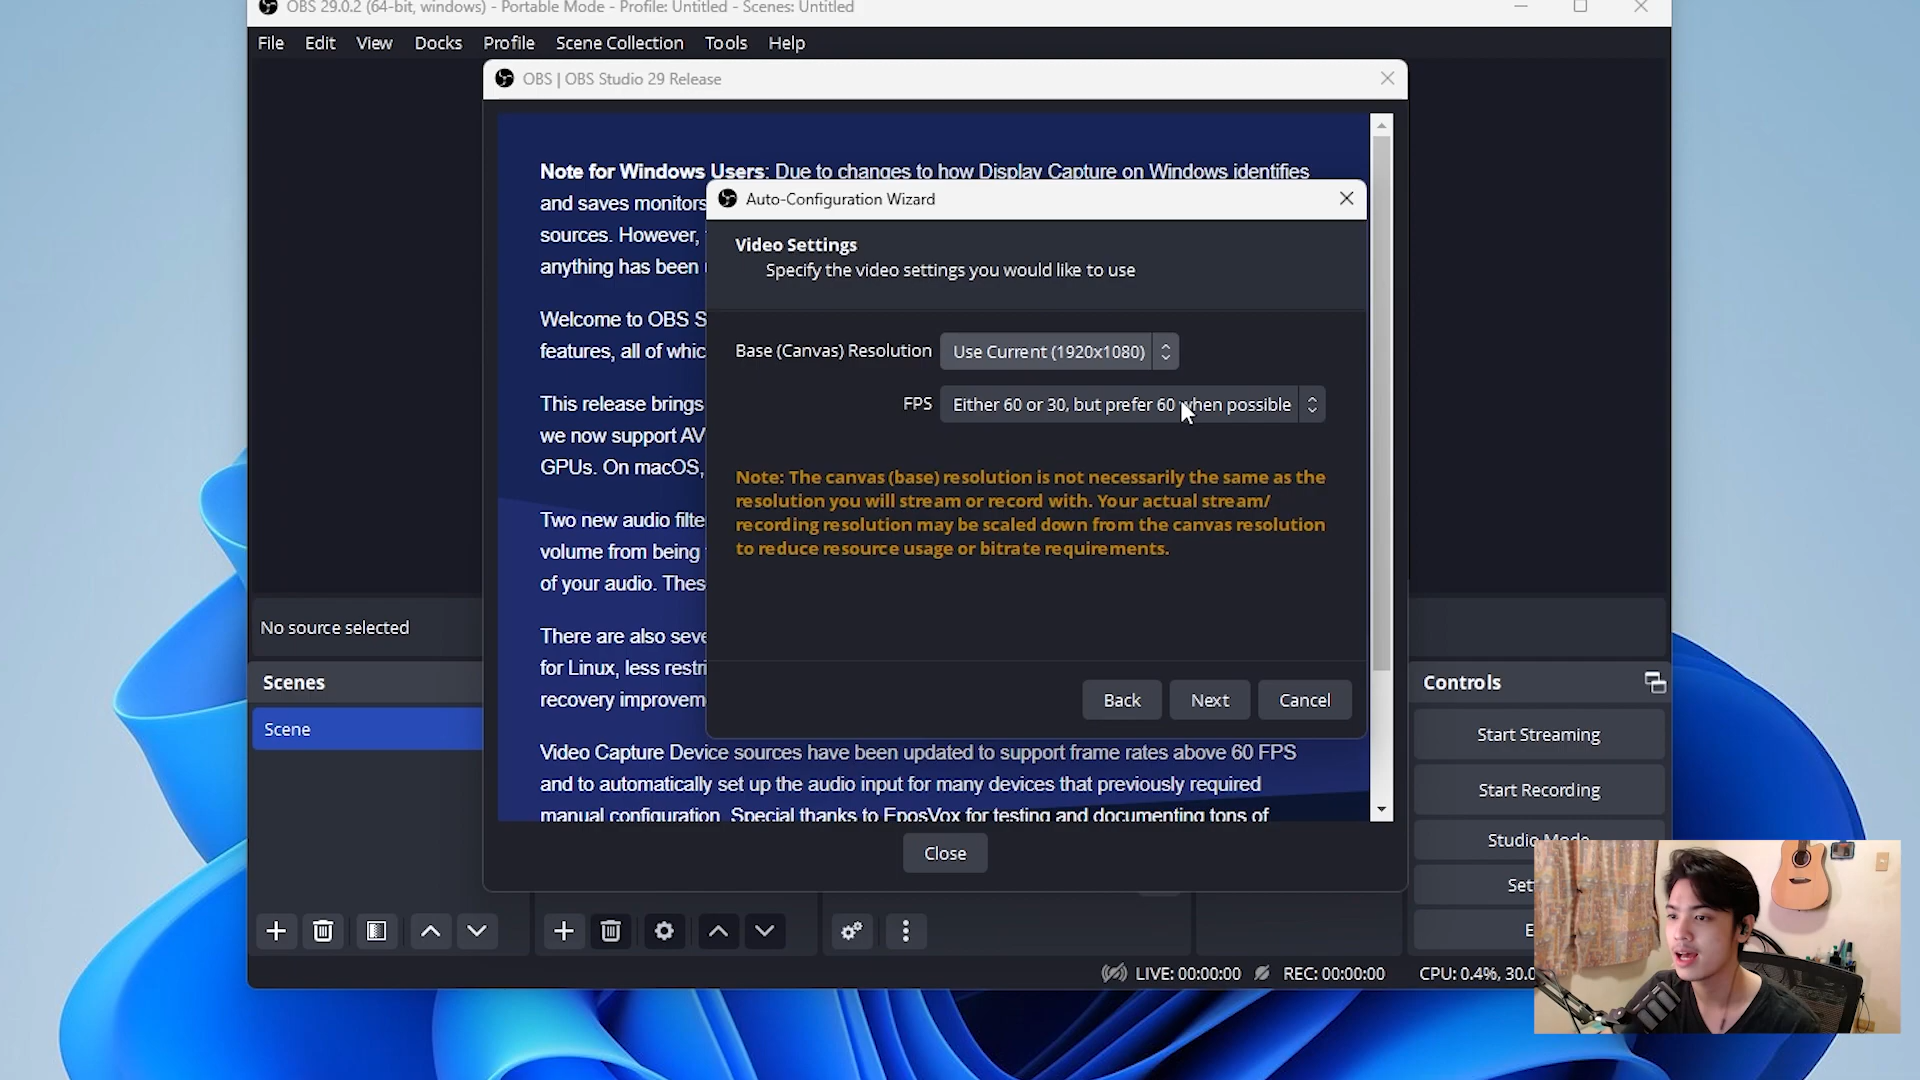 OBS 29.0.2 (64-bit, windows) - Portable Mode - Profile: Untitled - Scenes: Untitled
File Edit View Docks Profile Scene Collection Tools Help
OBS | OBS Studio 29 Release
Note for Windows Users: Due to changes to how Display Capture on Windows identifies
and saves monitors
sources. However,
anything has been
Welcome to OBS S
features, all of whic
This release brings
we now support AV
GPUs. On macOS,
Two new audio filte
volume from being
of your audio. Thes
There are also seve
for Linux, less restri
recovery improvem
Video Capture Device sources have been updated to support frame rates above 60 FPS
and to automatically set up the audio input for many devices that previously required
manual configuration. Special thanks to EposVox for testing and documenting tons of
Close
Auto-Configuration Wizard
Video Settings
Specify the video settings you would like to use
Base (Canvas) Resolution Use Current (1920x1080)
FPS Either 60 or 30, but prefer 60 when possible
Note: The canvas (base) resolution is not necessarily the same as the
resolution you will stream or record with. Your actual stream/
recording resolution may be scaled down from the canvas resolution
to reduce resource usage or bitrate requirements.
Back Next Cancel
No source selected
Scenes
Scene
Controls
Start Streaming
Start Recording
Studio Mode
Set
E
LIVE: 00:00:00 REC: 00:00:00 CPU: 0.4%, 30.0